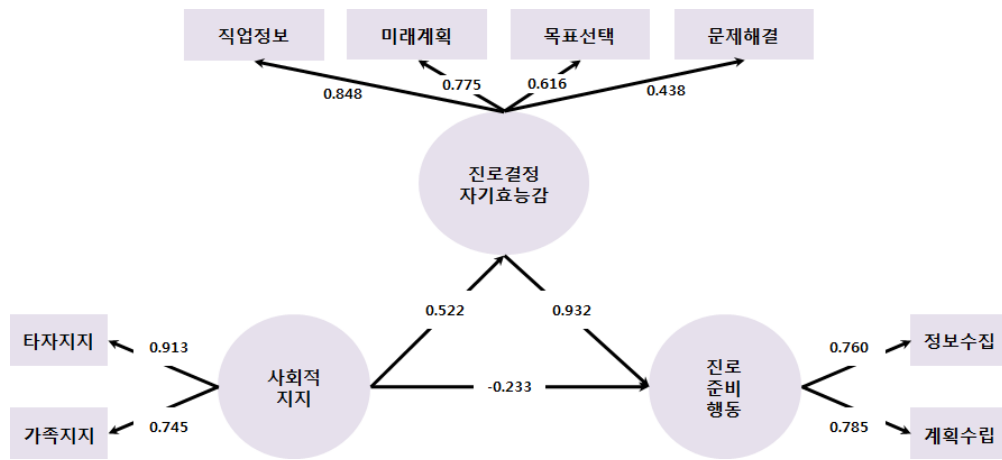 직업정보
미래계획
목표선택
문제해결
0.848
0.775
0.616
0.438
진로결정
자기효능감
0.522
0.932
타자지지
0.913
가족지지
0.745
사회적
지지
-0.233
진로
준비
행동
0.760
정보수집
0.785
계획수립